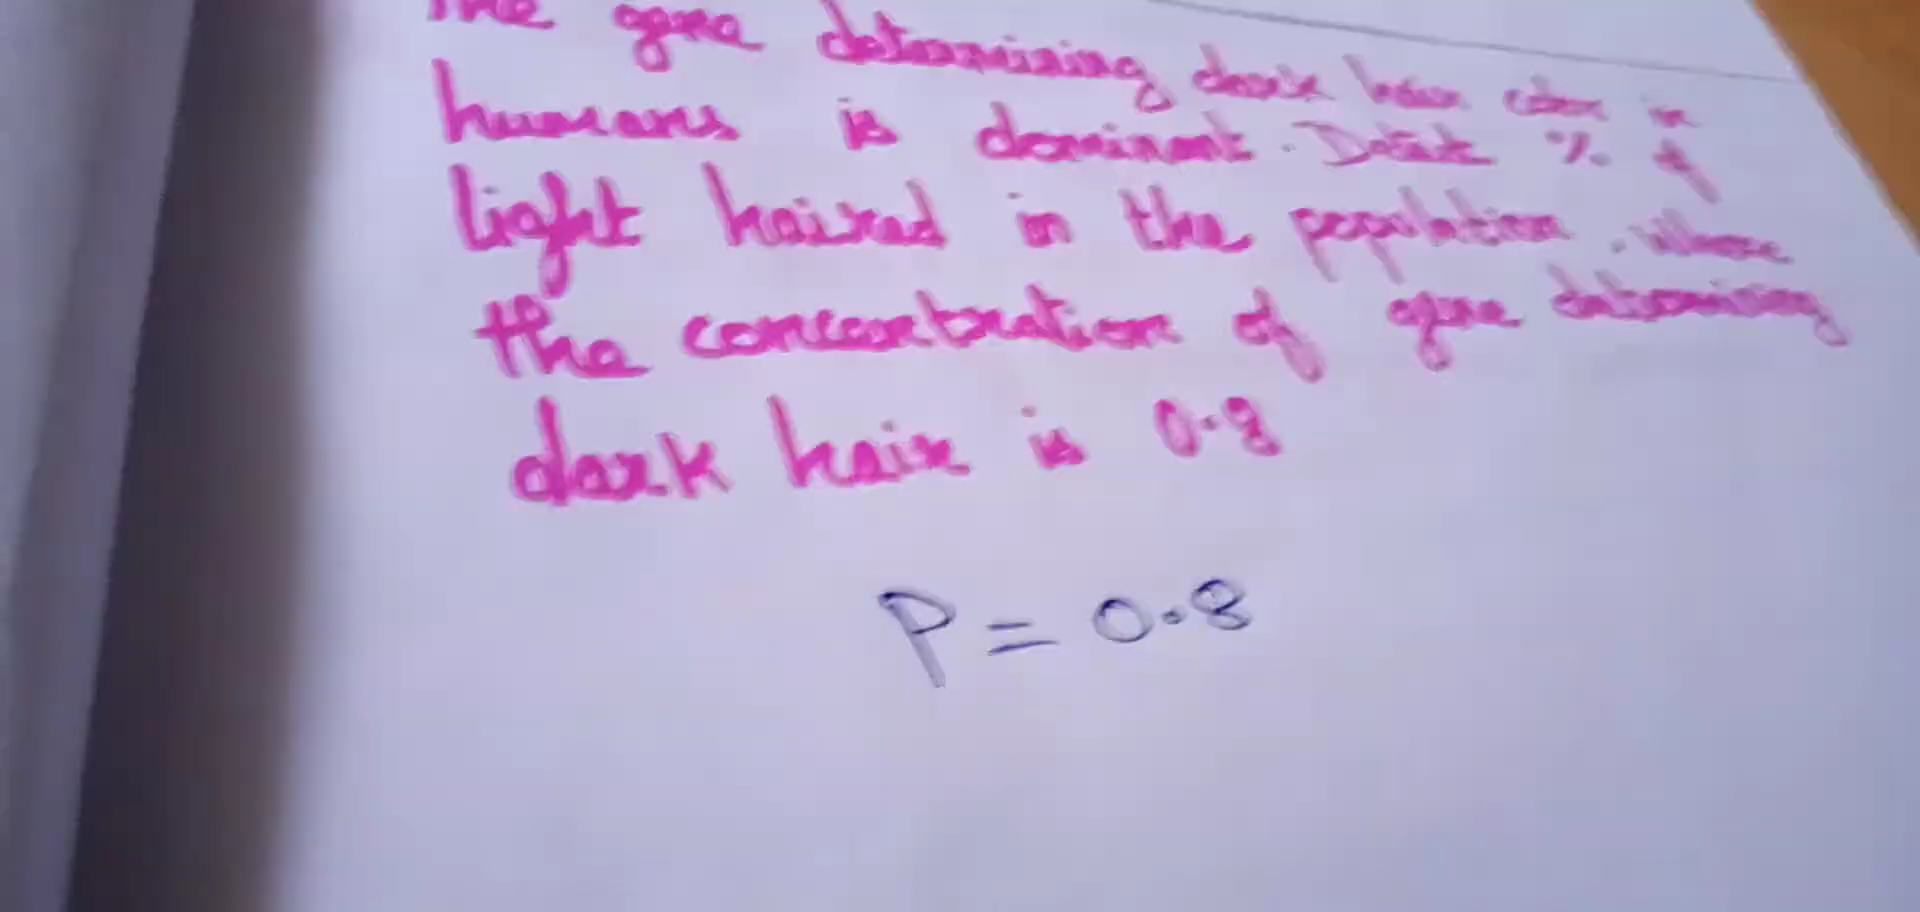 The gene determining dark hair color in
humans is dominant. Detect % of
light haired in the population. Where
the concentration of gene determining
dark hair is 0.8
P = 0.8